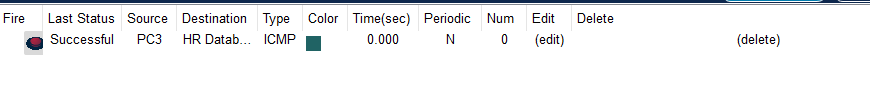 Fire Last Status Source Destination Type Color Time(sec) Periodic Num Edit Delete
Successful PC3 HR Datab... ICMP 0.000 N 0 (edit) (delete)